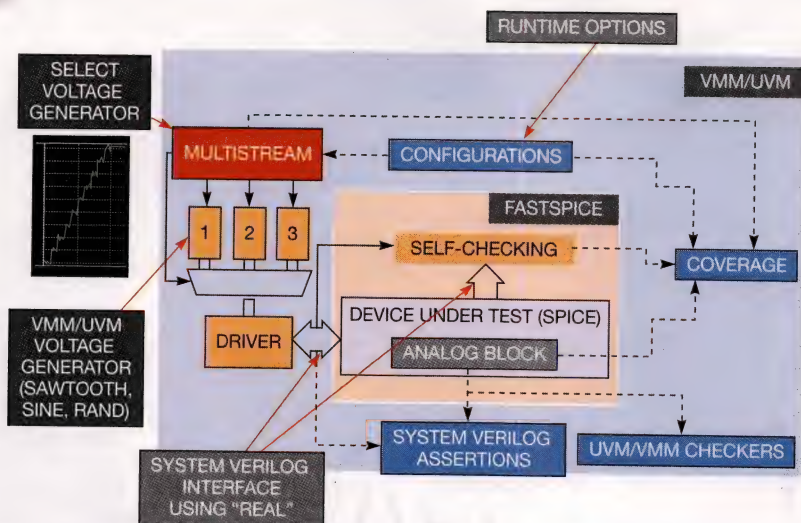 RUNTIME OPTIONS
SELECT
VOLTAGE
GENERATOR
VMM/UVM
MULTISTREAM
CONFIGURATIONS
FASTSPICE
1
2
3
SELF-CHECKING
COVERAGE
DEVICE UNDER TEST (SPICE)
DRIVER
ANALOG BLOCK
VMM/UVM
VOLTAGE
GENERATOR
(SAWTOOTH,
SINE, RAND)
SYSTEM VERILOG
ASSERTIONS
UVM/VMM CHECKERS
SYSTEM VERILOG
INTERFACE
USING "REAL"